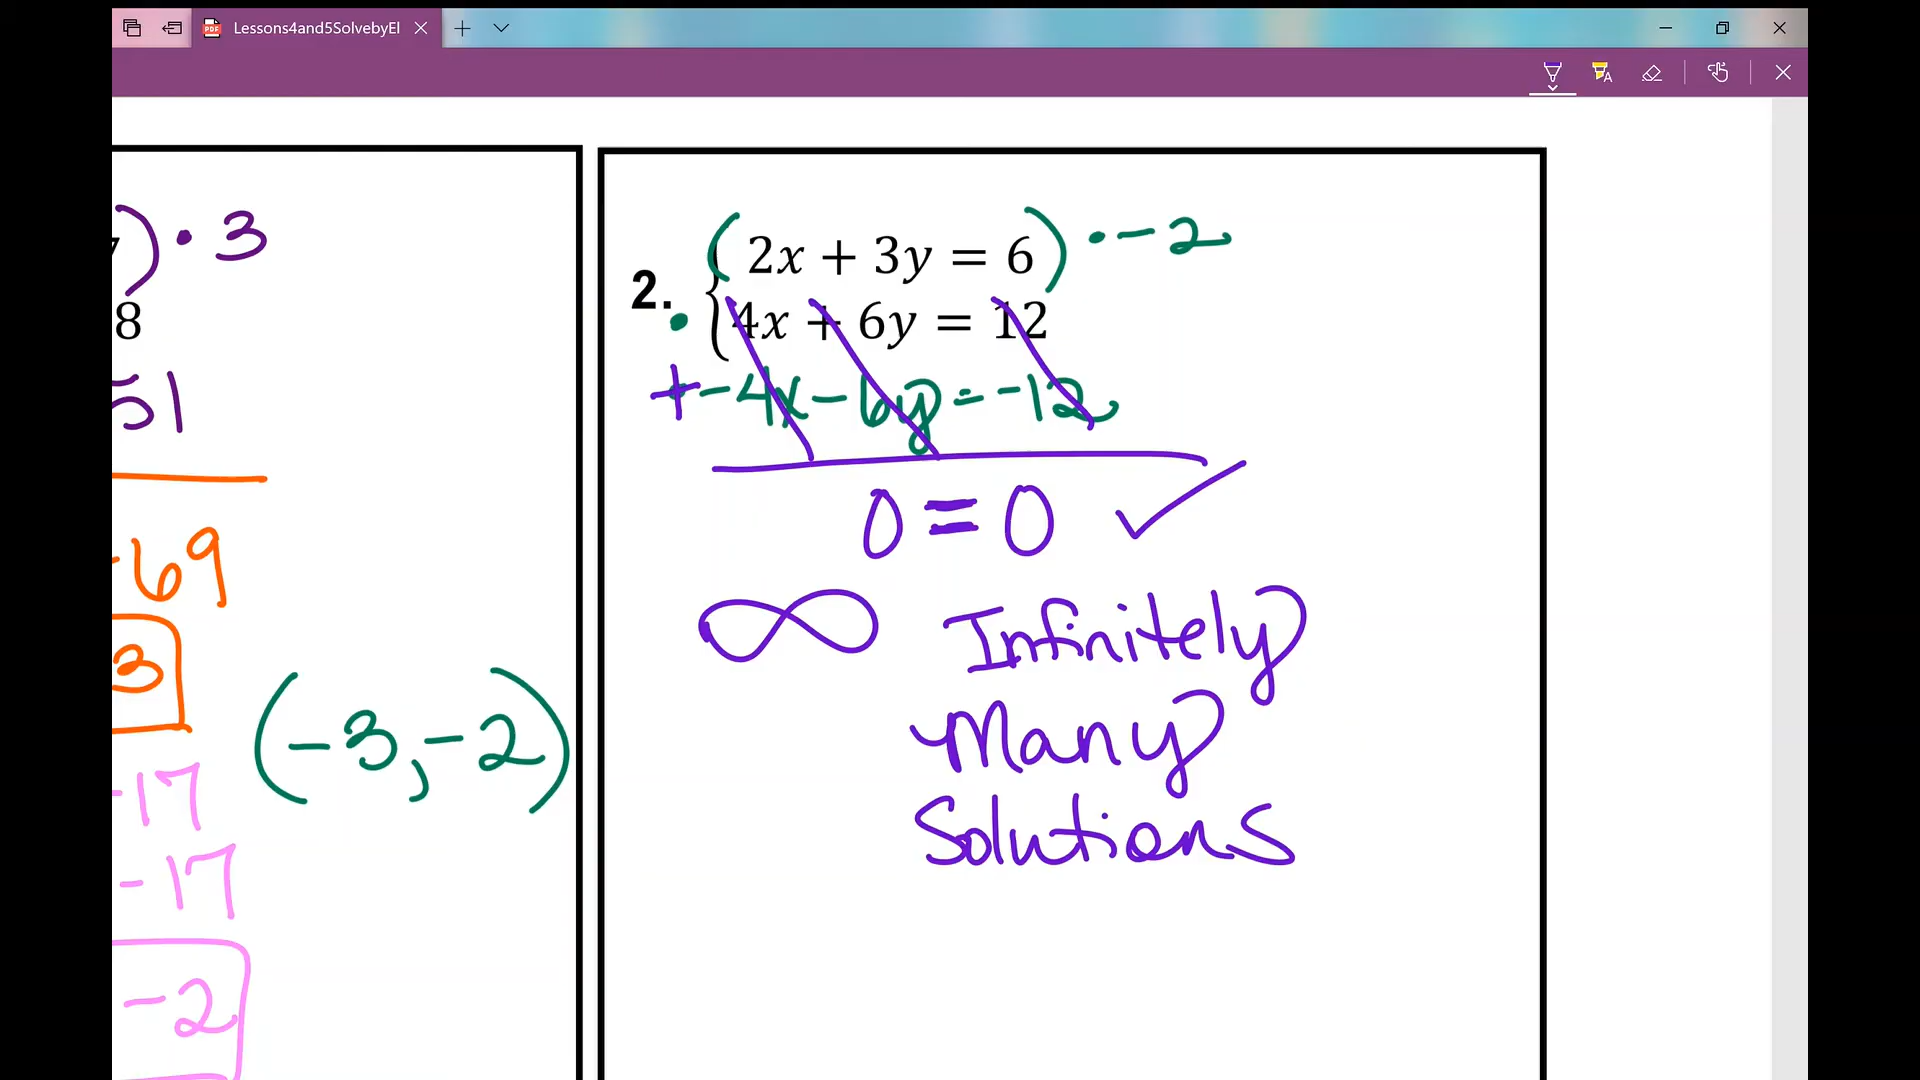 Lessons4and5SolvebyEl
) · 3
8
51
-69
3
(-3, -2)
-17
-17
-2
2. (2x + 3y = 6) · -2
4x + 6y = 12
+ -4x - 6y = -12
0 = 0 ✓
∞ Infinitely
Many
Solutions